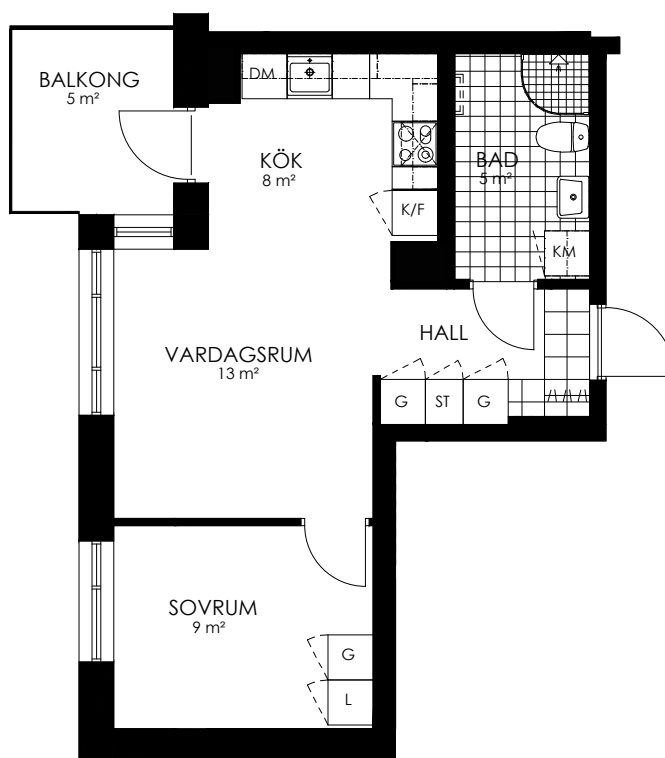 BALKONG
5 m²
DM
KÖK
8 m²
BAD
5 m²
K/F
KM
HALL
VARDAGSRUM
13 m²
G
ST
G
SOVRUM
9 m²
G
L